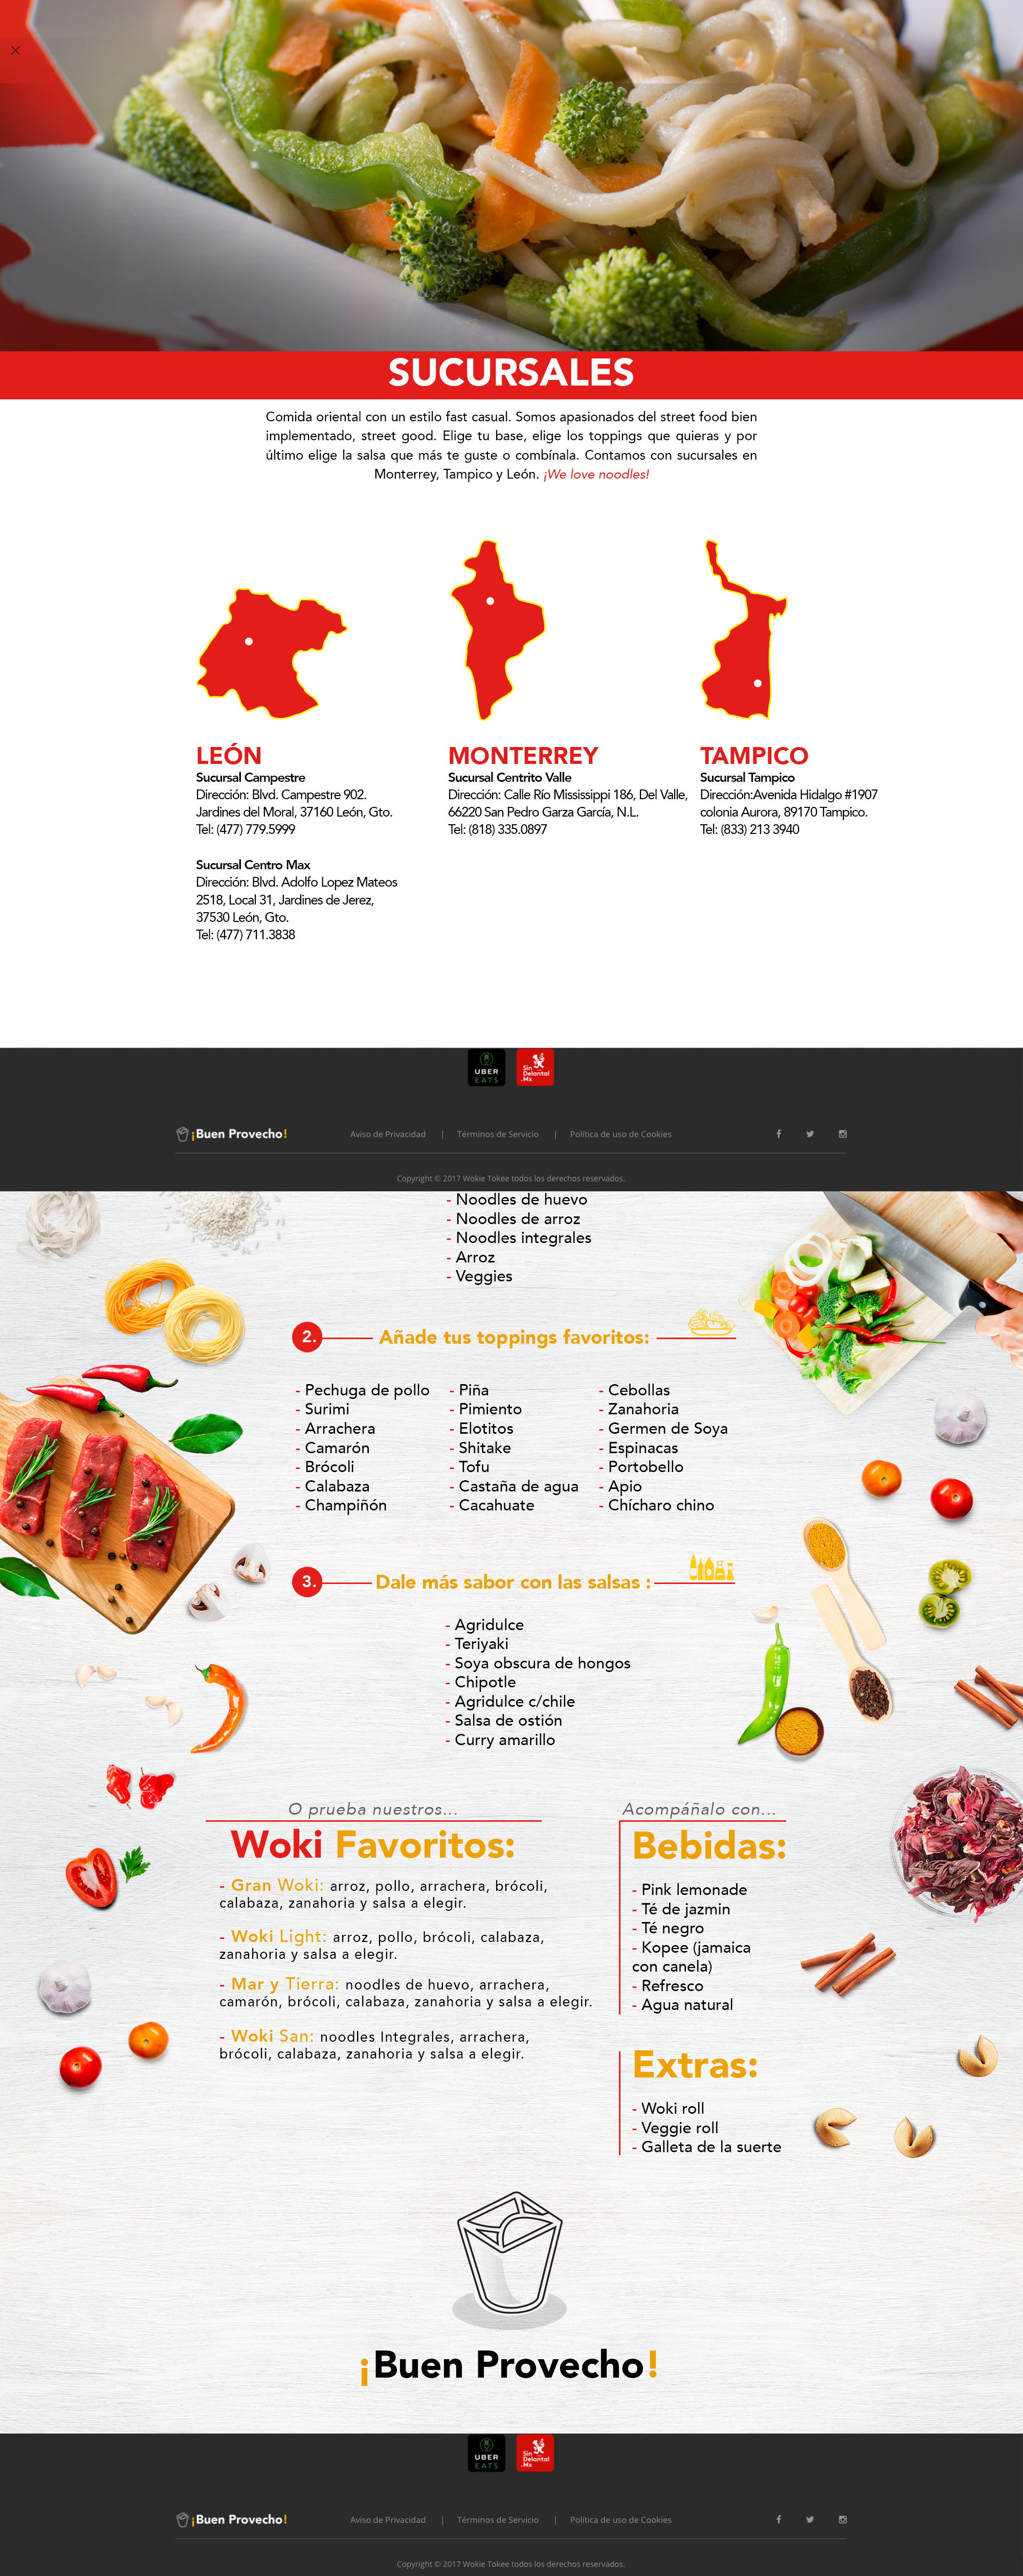 SUCURSALES
Comida oriental con un estilo fast casual. Somos apasionados del street food bien
implementado, street good. Elige tu base, elige los toppings que quieras y por
último elige la salsa que más te guste o combínala. Contamos con sucursales en
Monterrey, Tampico y León. ¡We love noodles!
LEÓN
Sucursal Campestre
Dirección: Blvd. Campestre 902.
Jardines del Moral, 37160 León, Gto.
Tel: (477) 779.5999
Sucursal Centro Max
Dirección: Blvd. Adolfo Lopez Mateos
2518, Local 31, Jardines de Jerez,
37530 León, Gto.
Tel: (477) 711.3838
MONTERREY
Sucursal Centrito Valle
Dirección: Calle Río Mississippi 186, Del Valle,
66220 San Pedro Garza García, N.L.
Tel: (818) 335.0897
TAMPICO
Sucursal Tampico
Dirección:Avenida Hidalgo #1907
colonia Aurora, 89170 Tampico.
Tel: (833) 213 3940
UBER
EATS
Sin
Delantal
.Mx
¡Buen Provecho!
Aviso de Privacidad | Términos de Servicio | Política de uso de Cookies
Copyright © 2017 Wokie Tokee todos los derechos reservados.
- Noodles de huevo
- Noodles de arroz
- Noodles integrales
- Arroz
- Veggies
2. Añade tus toppings favoritos:
- Pechuga de pollo
- Surimi
- Arrachera
- Camarón
- Brócoli
- Calabaza
- Champiñón
- Piña
- Pimiento
- Elotitos
- Shitake
- Tofu
- Castaña de agua
- Cacahuate
- Cebollas
- Zanahoria
- Germen de Soya
- Espinacas
- Portobello
- Apio
- Chícharo chino
3. Dale más sabor con las salsas :
- Agridulce
- Teriyaki
- Soya obscura de hongos
- Chipotle
- Agridulce c/chile
- Salsa de ostión
- Curry amarillo
O prueba nuestros...
Woki Favoritos:
- Gran Woki: arroz, pollo, arrachera, brócoli,
calabaza, zanahoria y salsa a elegir.
- Woki Light: arroz, pollo, brócoli, calabaza,
zanahoria y salsa a elegir.
- Mar y Tierra: noodles de huevo, arrachera,
camarón, brócoli, calabaza, zanahoria y salsa a elegir.
- Woki San: noodles Integrales, arrachera,
brócoli, calabaza, zanahoria y salsa a elegir.
Acompáñalo con...
Bebidas:
- Pink lemonade
- Té de jazmin
- Té negro
- Kopee (jamaica
con canela)
- Refresco
- Agua natural
Extras:
- Woki roll
- Veggie roll
- Galleta de la suerte
¡Buen Provecho!
UBER
EATS
Sin
Delantal
.Mx
¡Buen Provecho!
Aviso de Privacidad | Términos de Servicio | Política de uso de Cookies
Copyright © 2017 Wokie Tokee todos los derechos reservados.